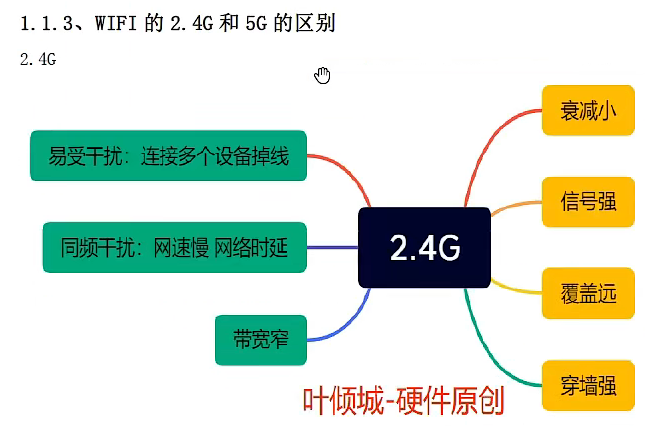 1.1.3、WIFI 的 2.4G 和 5G 的区别
2.4G
易受干扰：连接多个设备掉线
同频干扰：网速慢 网络时延
带宽窄
2.4G
衰减小
信号强
覆盖远
穿墙强
叶倾城-硬件原创